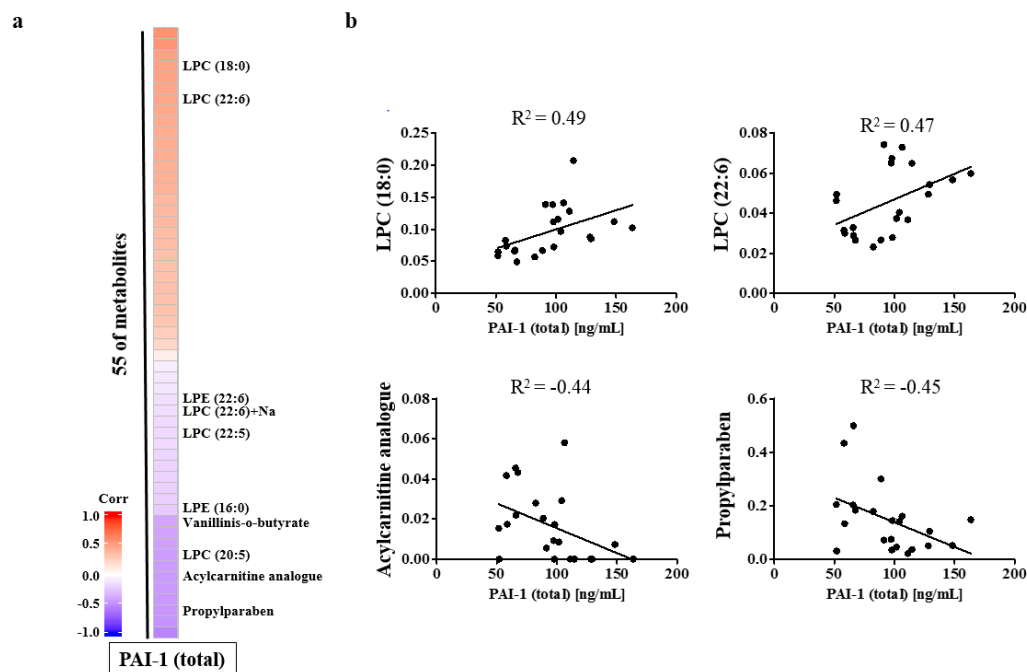 a
LPC (18:0)
LPC (22:6)
55 of metabolites
LPE (22:6)
LPC (22:6)+Na
LPC (22:5)
LPE (16:0)
Vanillinis-o-butyrate
LPC (20:5)
Acylcarnitine analogue
Propylparaben
Corr
1.0
0.5
0.0
-0.5
-1.0
PAI-1 (total)
b
R² = 0.49
LPC (18:0)
0.25
0.20
0.15
0.10
0.05
0.00
0
50
100
150
200
PAI-1 (total) [ng/mL]
R² = 0.47
LPC (22:6)
0.08
0.06
0.04
0.02
0.00
0
50
100
150
200
PAI-1 (total) [ng/mL]
R² = -0.44
Acylcarnitine analogue
0.08
0.06
0.04
0.02
0.00
0
50
100
150
200
PAI-1 (total) [ng/mL]
R² = -0.45
Propylparaben
0.6
0.4
0.2
0.0
0
50
100
150
200
PAI-1 (total) [ng/mL]